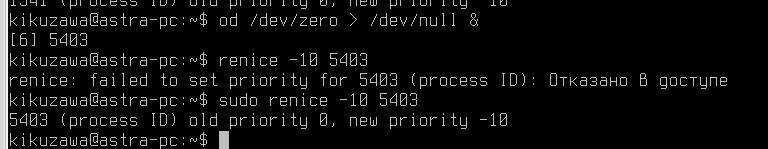 1541 (process ID) old priority 0, new priority -10
kikuzawa@astra-pc:~$ od /dev/zero > /dev/null &
[6] 5403
kikuzawa@astra-pc:~$ renice -10 5403
renice: failed to set priority for 5403 (process ID): Отказано в доступе
kikuzawa@astra-pc:~$ sudo renice -10 5403
5403 (process ID) old priority 0, new priority -10
kikuzawa@astra-pc:~$